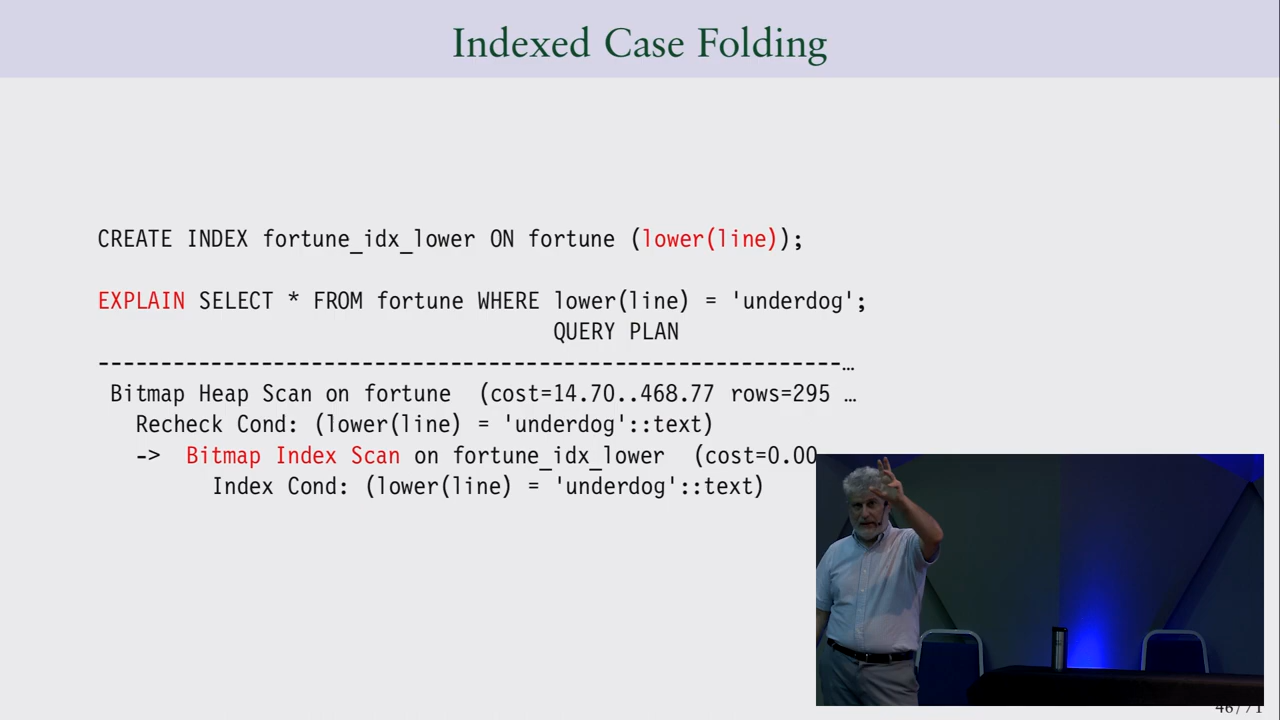 Indexed Case Folding
CREATE INDEX fortune_idx_lower ON fortune (lower(line));
EXPLAIN SELECT * FROM fortune WHERE lower(line) = 'underdog';
QUERY PLAN
-----------------------------------------------------------…
Bitmap Heap Scan on fortune (cost=14.70..468.77 rows=295 …
Recheck Cond: (lower(line) = 'underdog'::text)
-> Bitmap Index Scan on fortune_idx_lower (cost=0.00
Index Cond: (lower(line) = 'underdog'::text)
46/71